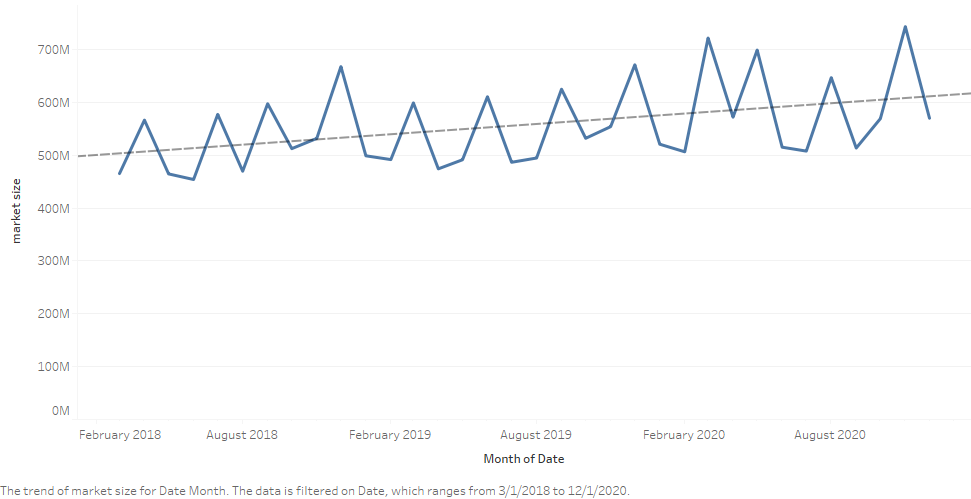 700M
600M
500M
400M
300M
200M
100M
0M
market size
February 2018 August 2018 February 2019 August 2019 February 2020 August 2020
Month of Date
The trend of market size for Date Month. The data is filtered on Date, which ranges from 3/1/2018 to 12/1/2020.